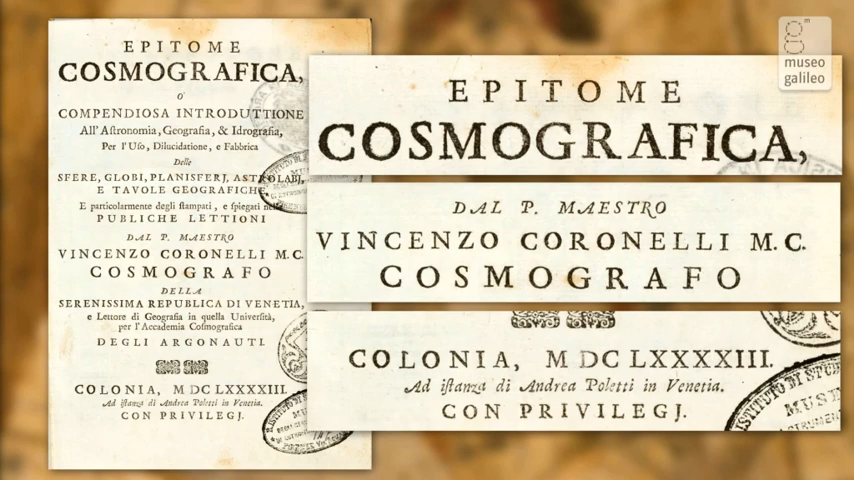 EPITOME
COSMOGRAFICA,
O'
COMPENDIOSA INTRODUTTIONE
All'Astronomia, Geografia, & Idrografia,
Per l'Uso, Dilucidatione, e Fabbrica
Delle
SFERE, GLOBI, PLANISFERJ, ASTROLABJ,
E TAVOLE GEOGRAFICHE,
E particolarmente degli stampati, e spiegati nelle
PUBLICHE LETTIONI
DAL P. MAESTRO
VINCENZO CORONELLI M.C.
COSMOGRAFO
DELLA
SERENISSIMA REPUBLICA DI VENETIA,
e Lettore di Geografia in quella Università,
per l'Accademia Cosmografica
DEGLI ARGONAUTI.
COLONIA, MDCLXXXXIII.
Ad istanza di Andrea Poletti in Venetia.
CON PRIVILEGJ.
EPITOME
COSMOGRAFICA,
DAL P. MAESTRO
VINCENZO CORONELLI M.C.
COSMOGRAFO
COLONIA, MDCLXXXXIII.
Ad istanza di Andrea Poletti in Venetia.
CON PRIVILEGJ.
museo
galileo